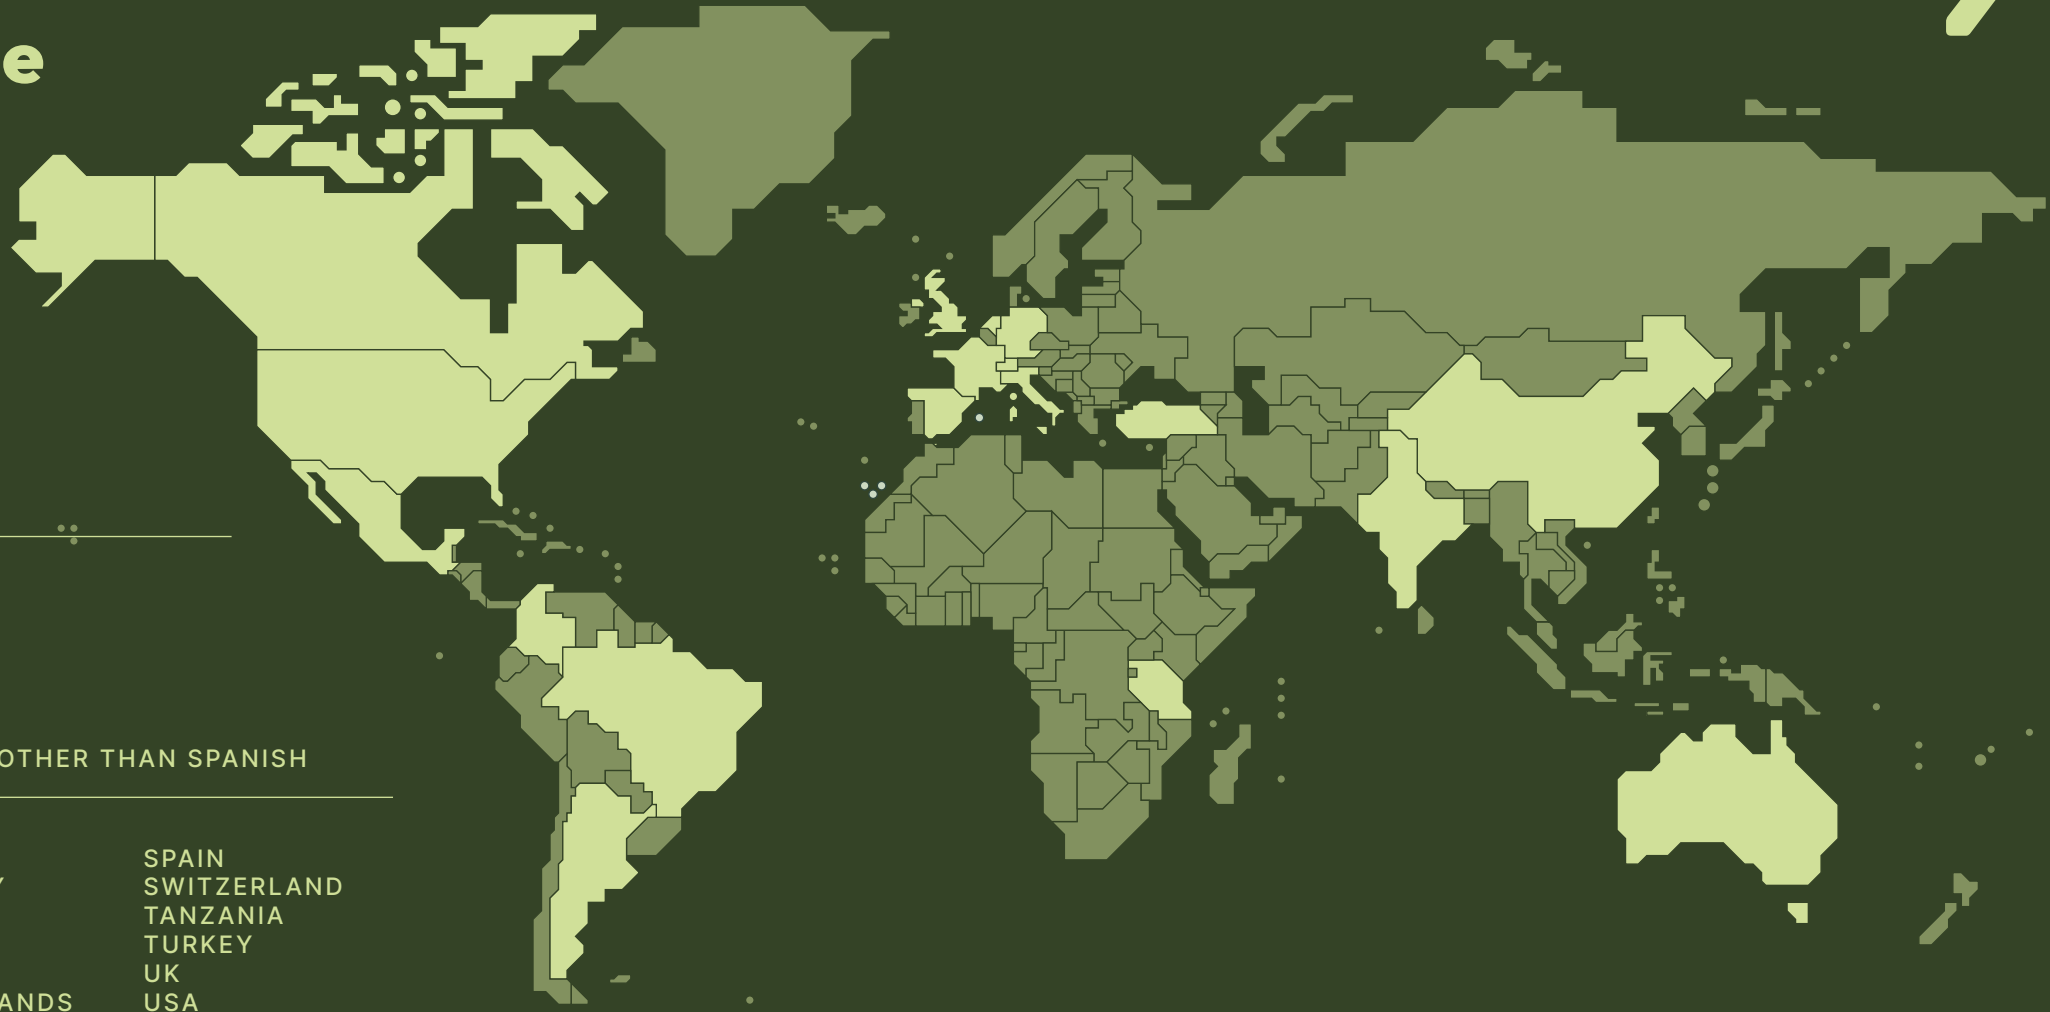 e
OTHER THAN SPANISH
SPAIN
Y SWITZERLAND
TANZANIA
TURKEY
UK
ANDS USA